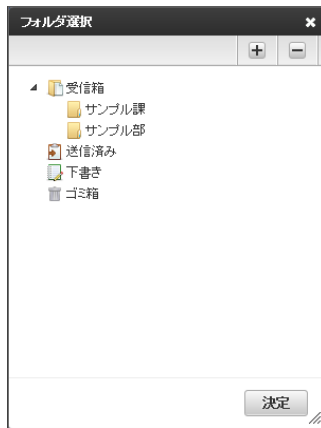 フォルダ選択
受信箱
サンプル課
サンプル部
送信済み
下書き
ゴミ箱
決定